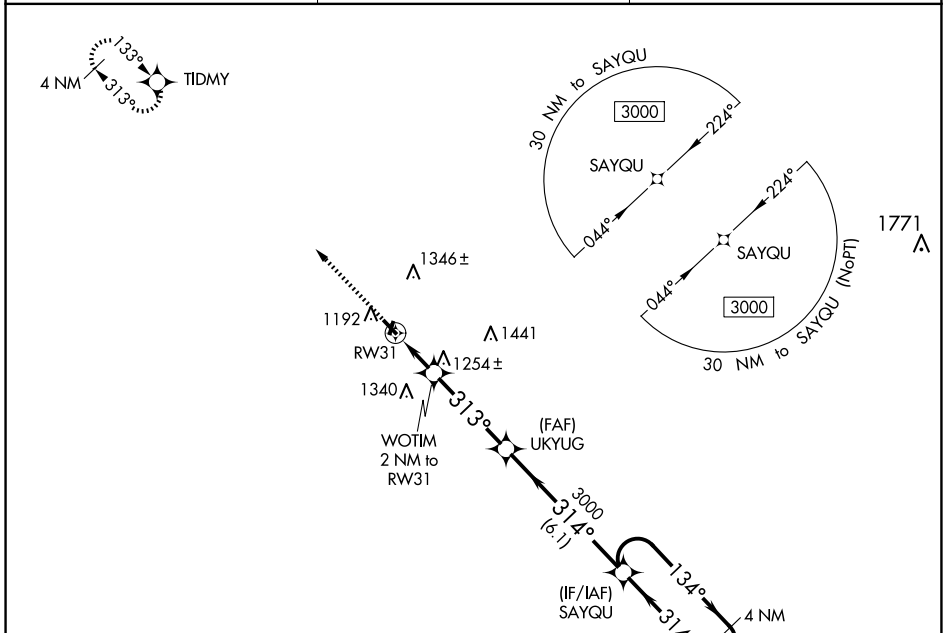 133°
4 NM
313°
TIDMY
30 NM to SAYQU
3000
224°
SAYQU
044°
224°
SAYQU
044°
3000
30 NM to SAYQU (NoPT)
1771
1346±
1192
RW31
1441
1254±
1340
WOTIM
2 NM to
RW31
313°
(FAF)
UKYUG
3000
314°
(6.1)
(IF/IAF)
SAYQU
134°
4 NM